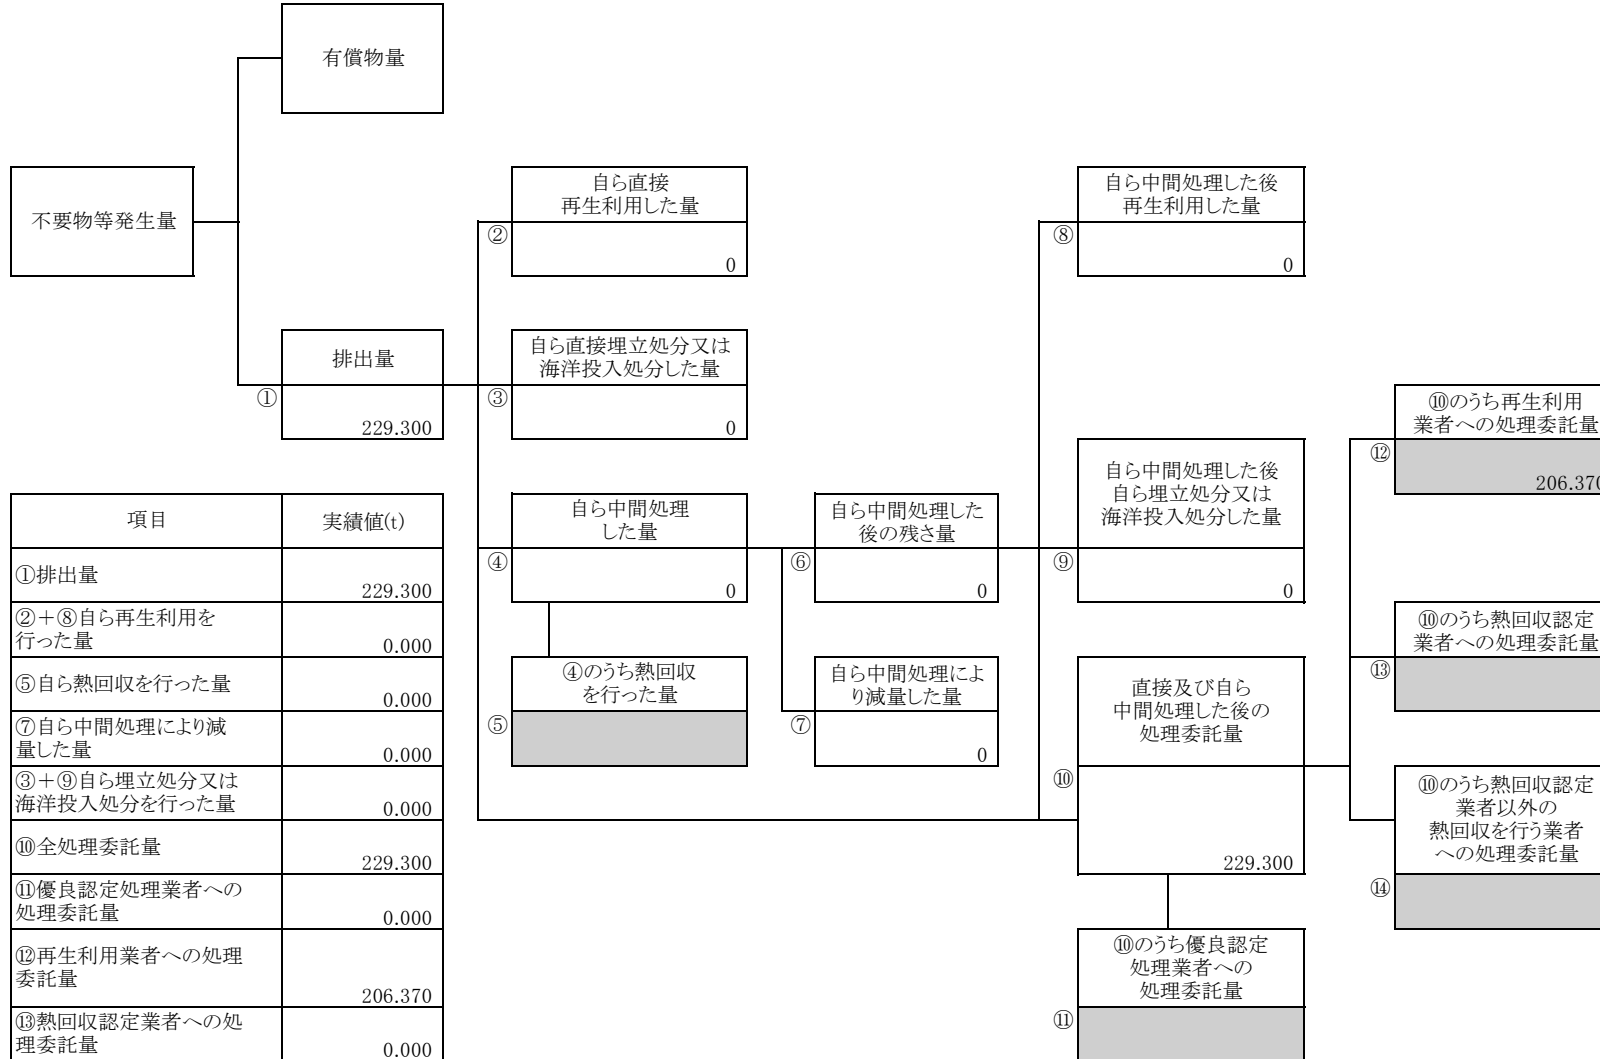 有償物量
不要物等発生量
自ら直接
再生利用した量
②
0
自ら中間処理した後
再生利用した量
⑧
0
排出量
①
229.300
自ら直接埋立処分又は
海洋投入処分した量
③
0
⑩のうち再生利用
業者への処理委託量
⑫
206.370
自ら中間処理
した量
④
0
自ら中間処理した
後の残さ量
⑥
0
自ら中間処理した後
自ら埋立処分又は
海洋投入処分した量
⑨
0
⑩のうち熱回収認定
業者への処理委託量
⑬
④のうち熱回収
を行った量
⑤
自ら中間処理によ
り減量した量
⑦
0
直接及び自ら
中間処理した後の
処理委託量
⑩
229.300
⑩のうち熱回収認定
業者以外の
熱回収を行う業者
への処理委託量
⑭
⑩のうち優良認定
処理業者への
処理委託量
⑪
項目
実績値(t)
①排出量
229.300
②+⑧自ら再生利用を
行った量
0.000
⑤自ら熱回収を行った量
0.000
⑦自ら中間処理により減
量した量
0.000
③+⑨自ら埋立処分又は
海洋投入処分を行った量
0.000
⑩全処理委託量
229.300
⑪優良認定処理業者への
処理委託量
0.000
⑫再生利用業者への処理
委託量
206.370
⑬熱回収認定業者への処
理委託量
0.000